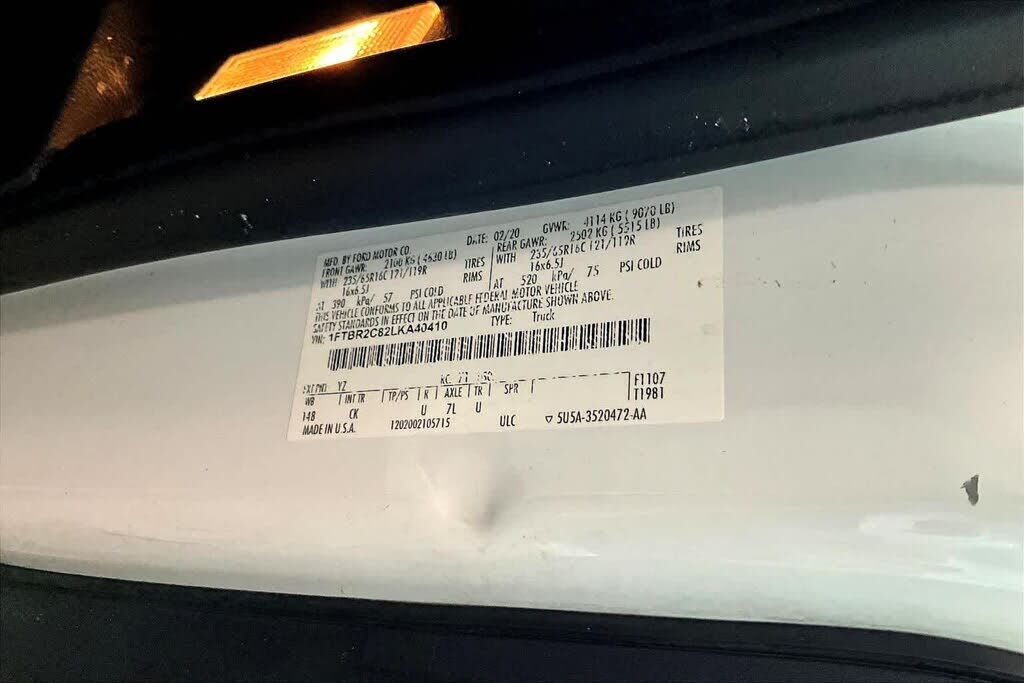 MFD. BY FORD MOTOR CO.
DATE: 02/20 GVWR: 4114 KG ( 9070 LB)
FRONT GAWR: 2100 KG ( 4630 LB)
WITH 235/65R16C 121/119R TIRES
16x6.5J RIMS
AT 390 kPa/ 57 PSI COLD
REAR GAWR: 2502 KG ( 5515 LB)
WITH 235/65R16C 121/119R TIRES
16x6.5J RIMS
AT 520 kPa/ 75 PSI COLD
THIS VEHICLE CONFORMS TO ALL APPLICABLE FEDERAL MOTOR VEHICLE
SAFETY STANDARDS IN EFFECT ON THE DATE OF MANUFACTURE SHOWN ABOVE.
VIN: 1FTBR2C82LKA40410 TYPE: Truck
EXT PNT: YZ RC: 71
WB INT TR TP/PS R AXLE TR SPR F1107
T1981
148 CK U 7L U
MADE IN U.S.A. 1202002105715 ULC ▽ 5U5A-3520472-AA